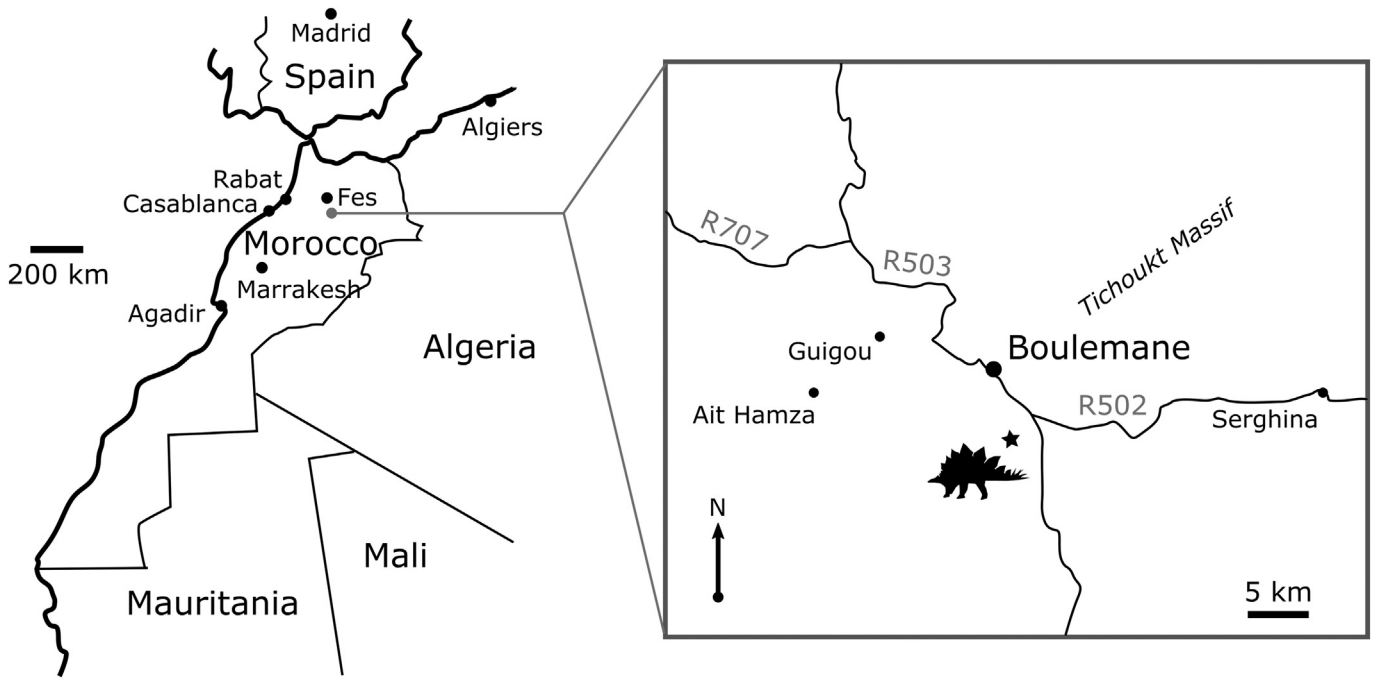 Madrid
Spain
Algiers
Rabat
Fes
Casablanca
Morocco
200 km
Marrakesh
Agadir
Algeria
Mali
Mauritania
R707
R503
Tichoukt Massif
Guigou
Boulemane
Ait Hamza
R502
Serghina
N
5 km